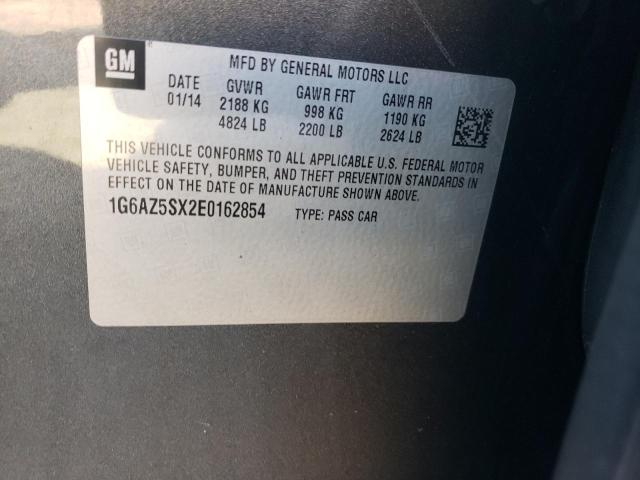 GM ® MFD BY GENERAL MOTORS LLC
DATE GVWR GAWR FRT GAWR RR
01/14 2188 KG 998 KG 1190 KG
4824 LB 2200 LB 2624 LB
THIS VEHICLE CONFORMS TO ALL APPLICABLE U.S. FEDERAL MOTOR
VEHICLE SAFETY, BUMPER, AND THEFT PREVENTION STANDARDS IN
EFFECT ON THE DATE OF MANUFACTURE SHOWN ABOVE.
1G6AZ5SX2E0162854 TYPE: PASS CAR